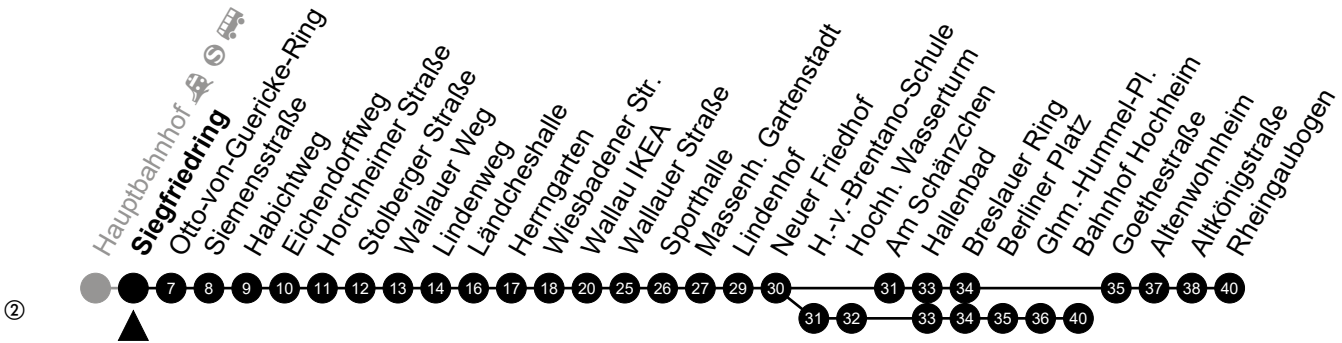 Hauptbahnhof
Siegfriedring
Otto-von-Guericke-Ring
Siemensstraße
Habichtweg
Eichendorffweg
Horchheimer Straße
Stolberger Straße
Wallauer Weg
Lindenweg
Ländcheshalle
Herrngarten
Wiesbadener Str.
Wallau IKEA
Wallauer Straße
Sporthalle
Massenh. Gartenstadt
Lindenhof
Neuer Friedhof
H.-v.-Brentano-Schule
Hochh. Wasserturm
Am Schänzchen
Hallenbad
Breslauer Ring
Berliner Platz
Ghm.-Hummel-Pl.
Bahnhof Hochheim
Goethestraße
Altenwohnheim
Altkönigstraße
Rheingaubogen
7 8 9 10 11 12 13 14 16 17 18 20 25 26 27 29 30 31 33 34 35 37 38 40
② 31 32 33 34 35 36 40